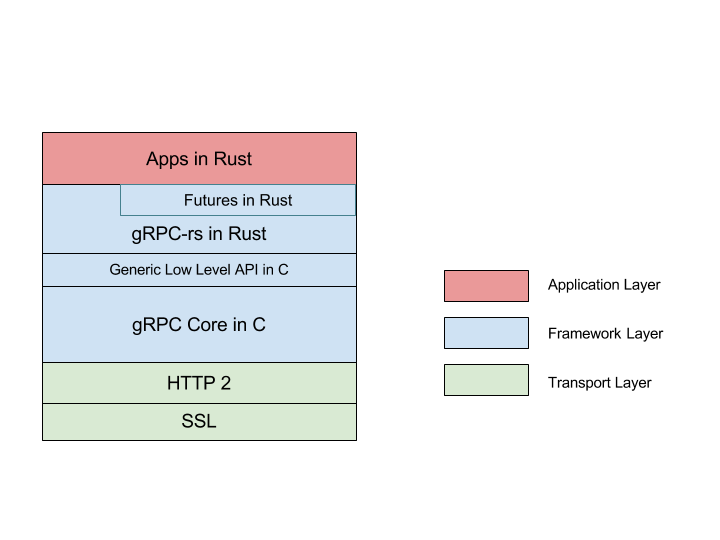 Apps in Rust
Futures in Rust
gRPC-rs in Rust
Generic Low Level API in C
gRPC Core in C
HTTP 2
SSL
Application Layer
Framework Layer
Transport Layer